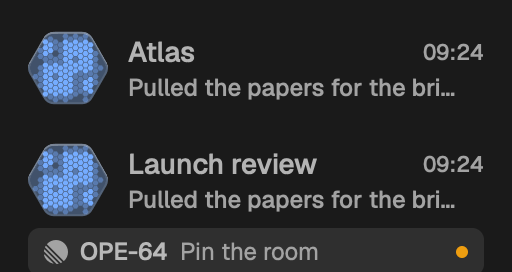 Atlas 09:24
Pulled the papers for the bri...
Launch review 09:24
Pulled the papers for the bri...
OPE-64 Pin the room